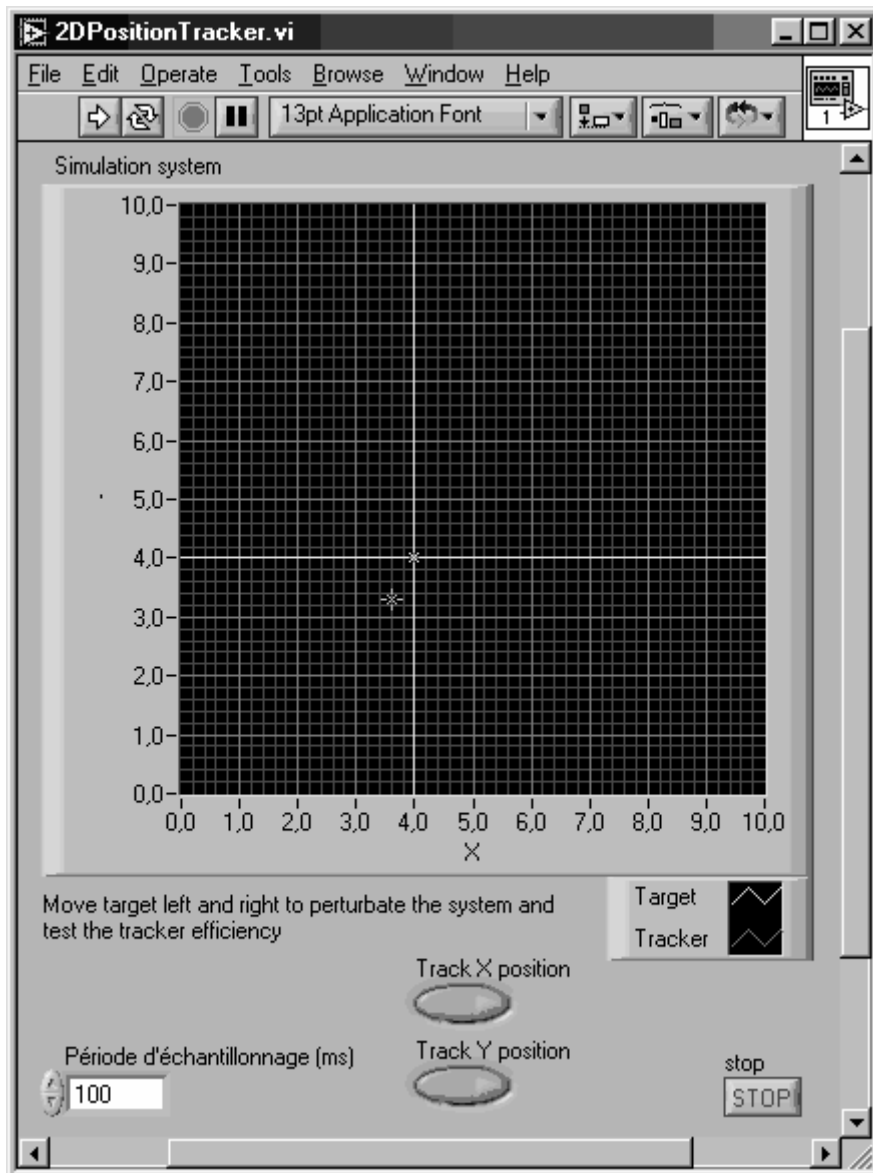 2DPositionTracker.vi
File Edit Operate Tools Browse Window Help
13pt Application Font
1
Simulation system
10,0
9,0
8,0
7,0
6,0
5,0
4,0
3,0
2,0
1,0
0,0
0,0 1,0 2,0 3,0 4,0 5,0 6,0 7,0 8,0 9,0 10,0
X
Move target left and right to perturbate the system and
test the tracker efficiency
Target
Tracker
Track X position
Période d'échantillonnage (ms)
100
Track Y position
stop
STOP